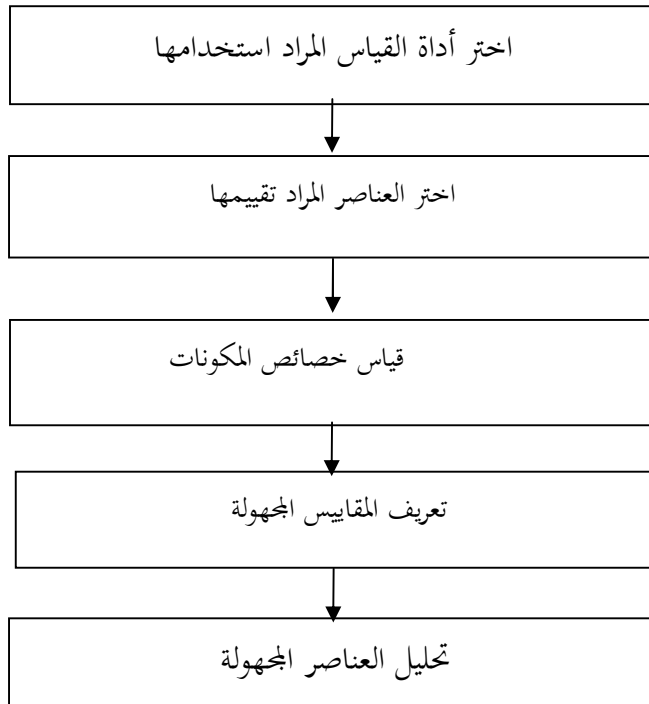 اختر أداة القياس المراد استخدامها
اختر العناصر المراد تقييمها
قياس خصائص المكونات
تعريف المقاييس المجهولة
تحليل العناصر المجهولة